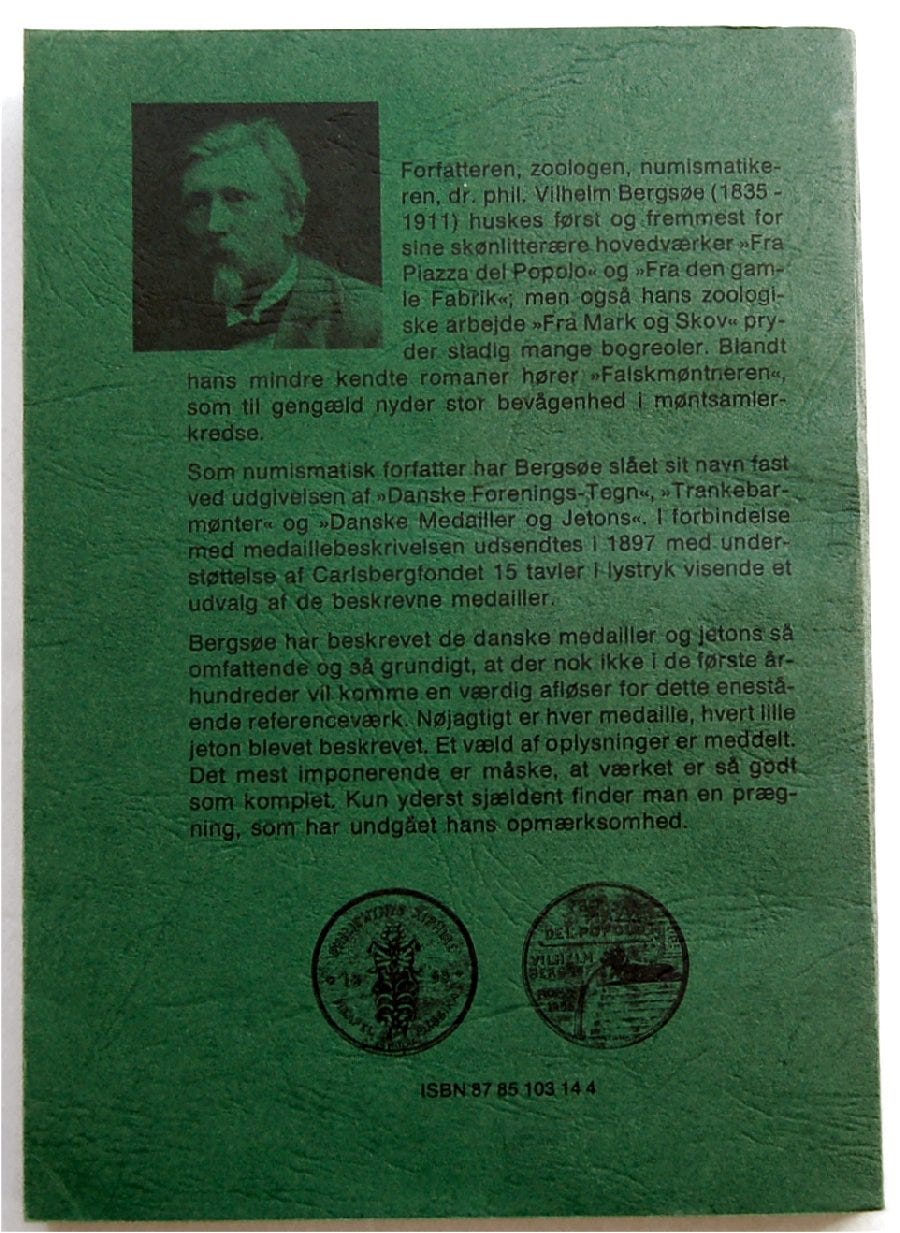 Forfatteren, zoologen, numismatike-
ren, dr. phil. Vilhelm Bergsøe (1835 -
1911) huskes først og fremmest for
sine skønlitterære hovedværker »Fra
Piazza del Popolo« og »Fra den gam-
le Fabrik«; men også hans zoologi-
ske arbejde »Fra Mark og Skov« pry-
der stadig mange bogreoler. Blandt
hans mindre kendte romaner hører »Falskmøntneren«,
som til gengæld nyder stor bevågenhed i møntsamler-
kredse.
Som numismatisk forfatter har Bergsøe slået sit navn fast
ved udgivelsen af »Danske Forenings-Tegn«, »Trankebar-
mønter« og »Danske Medailler og Jetons«. I forbindelse
med medaillebeskrivelsen udsendtes i 1897 med under-
støttelse af Carlsbergfondet 15 tavler i lystryk visende et
udvalg af de beskrevne medailler.
Bergsøe har beskrevet de danske medailler og jetons så
omfattende og så grundigt, at der nok ikke i de første år-
hundreder vil komme en værdig afløser for dette enestå-
ende referenceværk. Nøjagtigt er hver medaille, hvert lille
jeton blevet beskrevet. Et væld af oplysninger er meddelt.
Det mest imponerende er måske, at værket er så godt
som komplet. Kun yderst sjældent finder man en præg-
ning, som har undgået hans opmærksomhed.
DEL POPOLO
VILHELM
ISBN 87 85 103 14 4